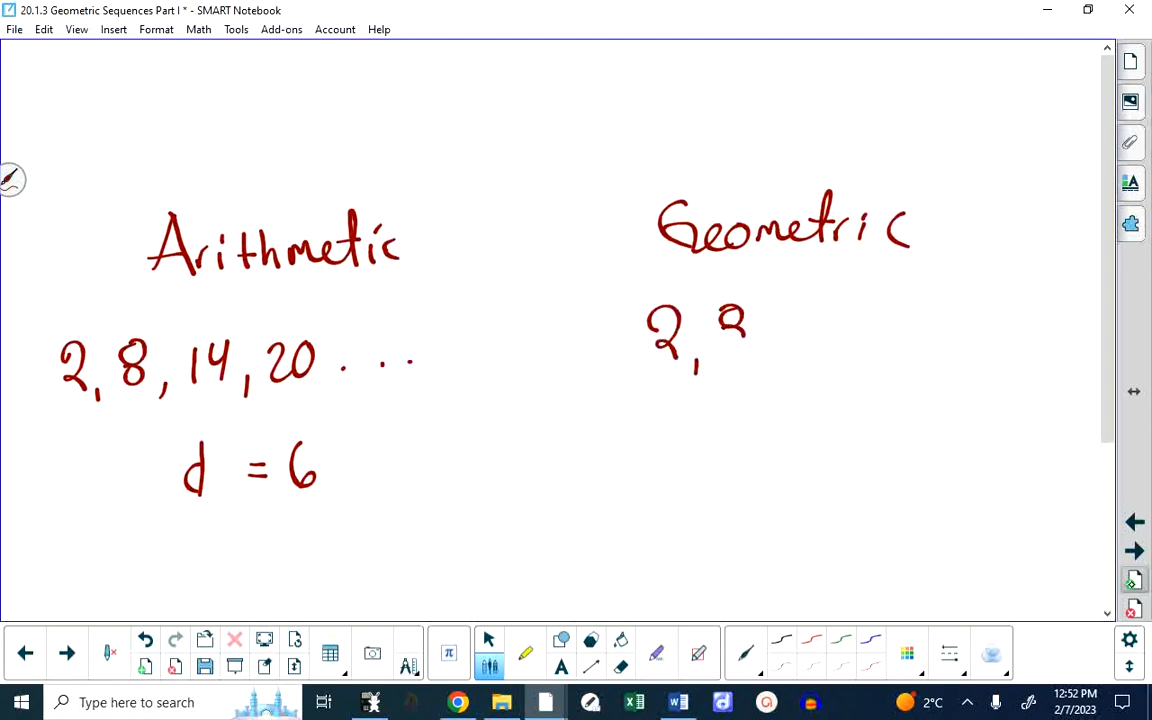 20.1.3 Geometric Sequences Part I * - SMART Notebook
File Edit View Insert Format Math Tools Add-ons Account Help
Arithmetic
2, 8, 14, 20 . . .
d = 6
Geometric
2, 8
Type here to search
2°C
12:52 PM
2/7/2023